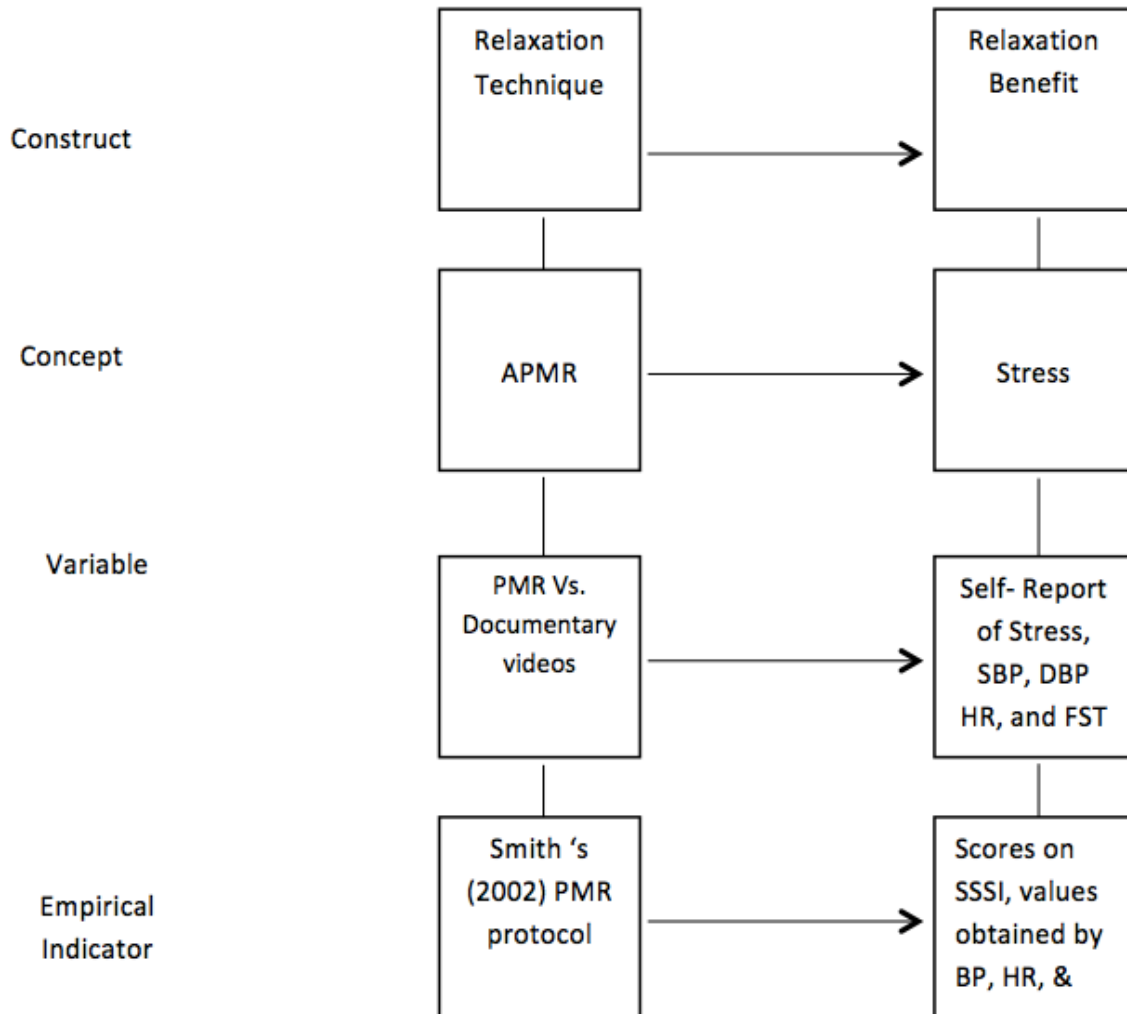 Relaxation
Technique
Relaxation
Benefit
Construct
Concept
APMR
Stress
Variable
PMR Vs.
Documentary
videos
Self- Report
of Stress,
SBP, DBP
HR, and FST
Empirical
Indicator
Smith ‘s
(2002) PMR
protocol
Scores on
SSSI, values
obtained by
BP, HR, &